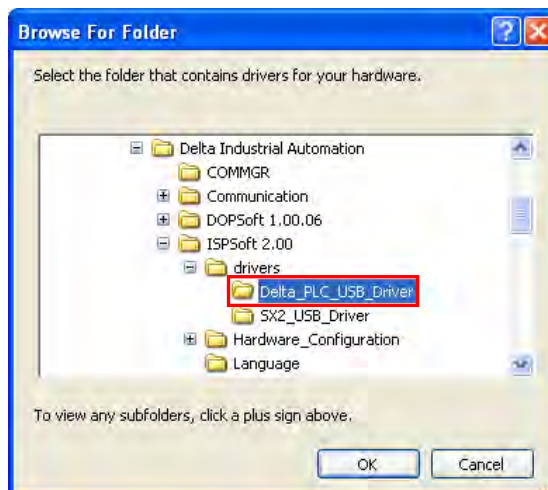 Browse For Folder
Select the folder that contains drivers for your hardware.
Delta Industrial Automation
COMMGR
Communication
DOPSoft 1.00.06
ISPSoft 2.00
drivers
Delta_PLC_USB_Driver
SX2_USB_Driver
Hardware_Configuration
Language
To view any subfolders, click a plus sign above.
OK Cancel